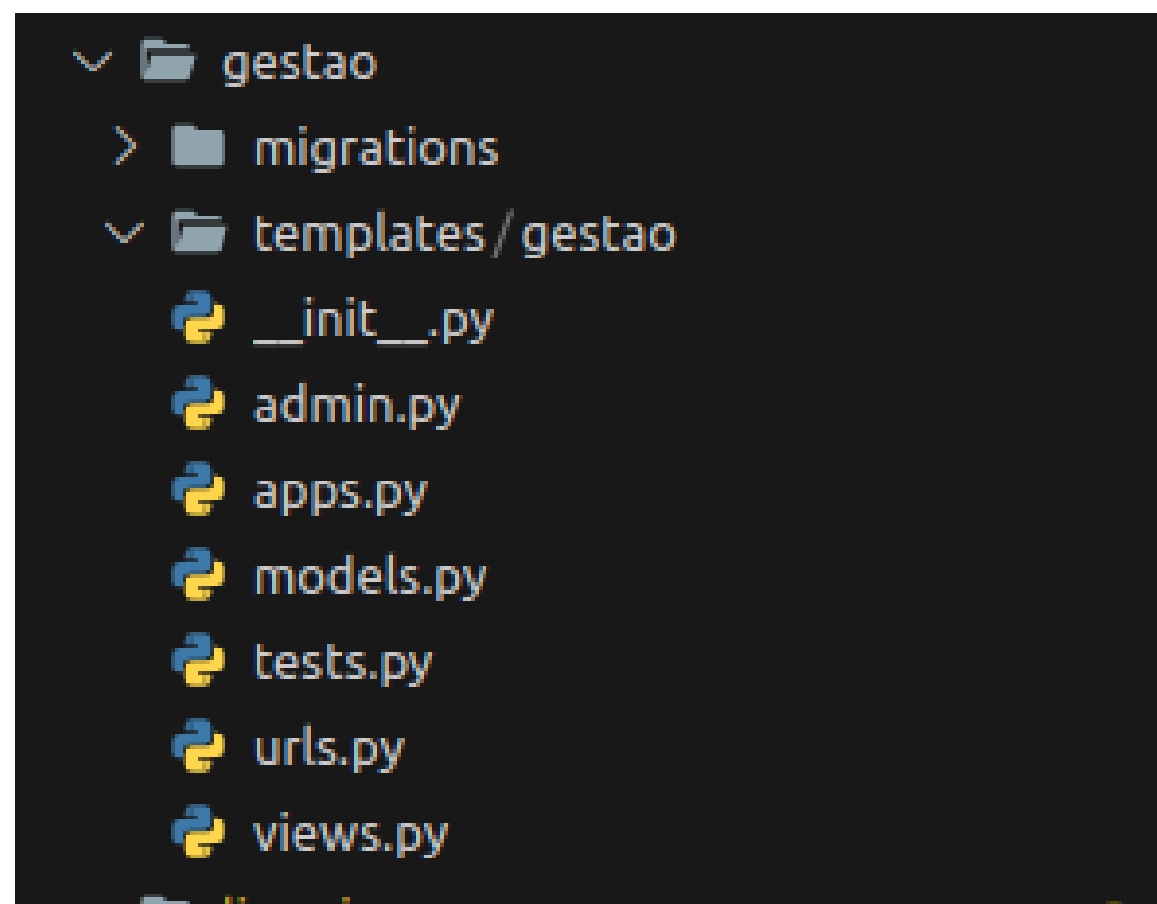 gestao
migrations
templates/gestao
__init__.py
admin.py
apps.py
models.py
tests.py
urls.py
views.py